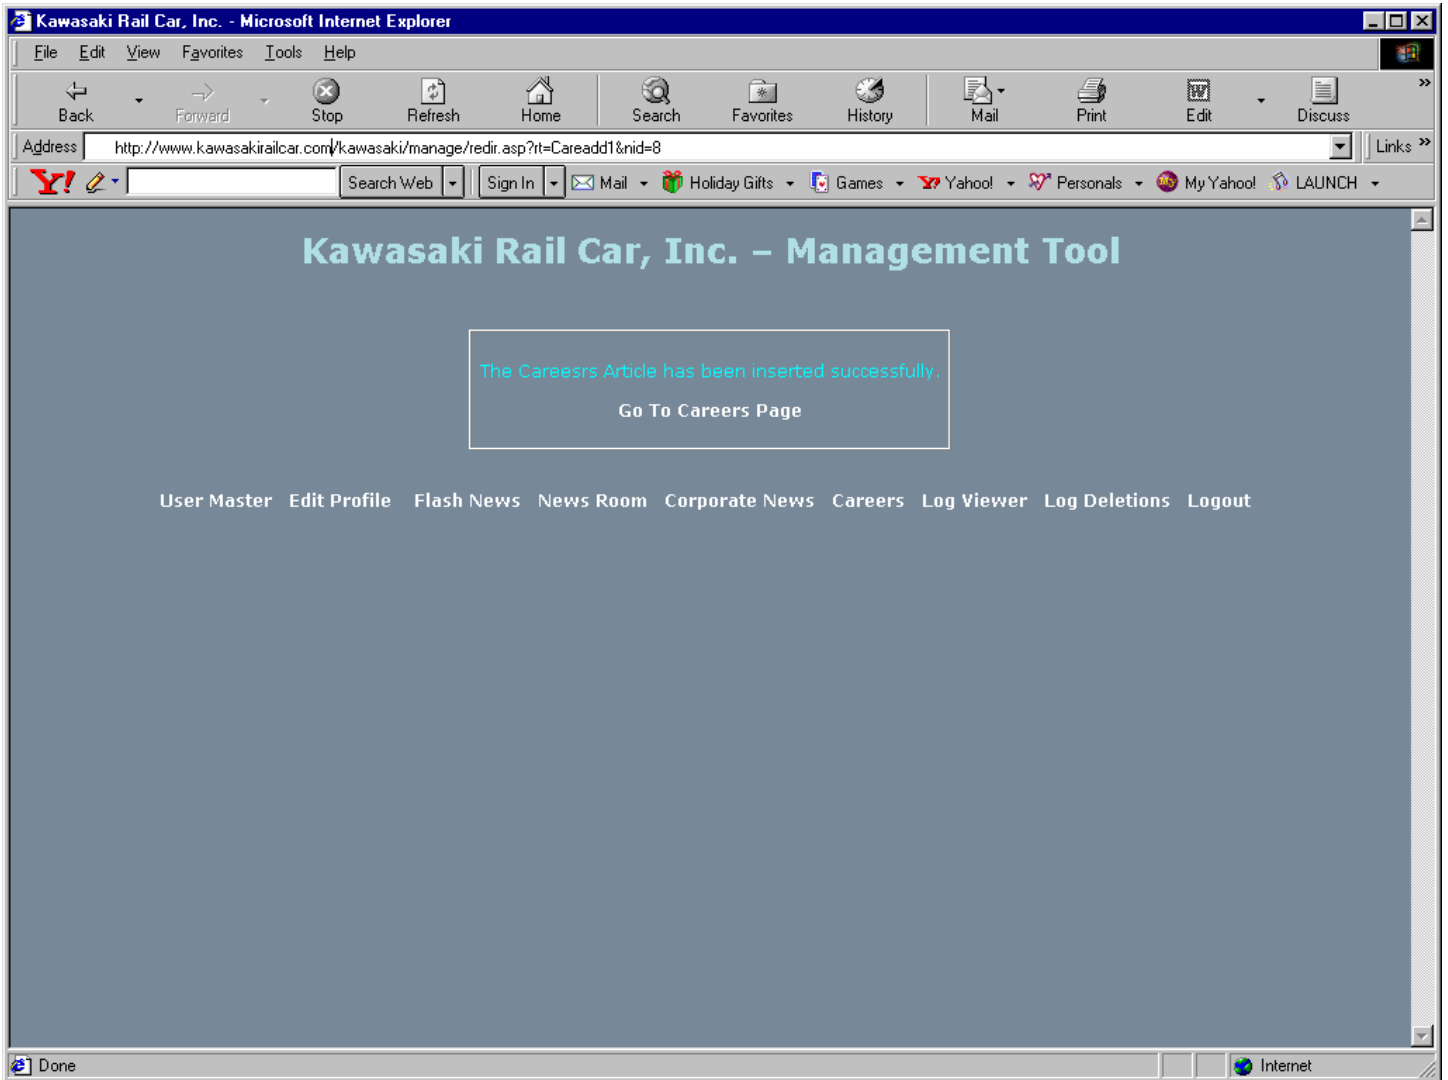 Kawasaki Rail Car, Inc. - Microsoft Internet Explorer
File Edit View Favorites Tools Help
Back Forward Stop Refresh Home Search Favorites History Mail Print Edit Discuss »
Address http://www.kawasakirailcar.com/kawasaki/manage/redir.asp?rt=Careadd1&nid=8 Links »
Y! Search Web Sign In Mail Holiday Gifts Games Yahoo! Personals My Yahoo! LAUNCH
Kawasaki Rail Car, Inc. – Management Tool
The Careesrs Article has been inserted successfully.
Go To Careers Page
User Master Edit Profile Flash News News Room Corporate News Careers Log Viewer Log Deletions Logout
Done Internet